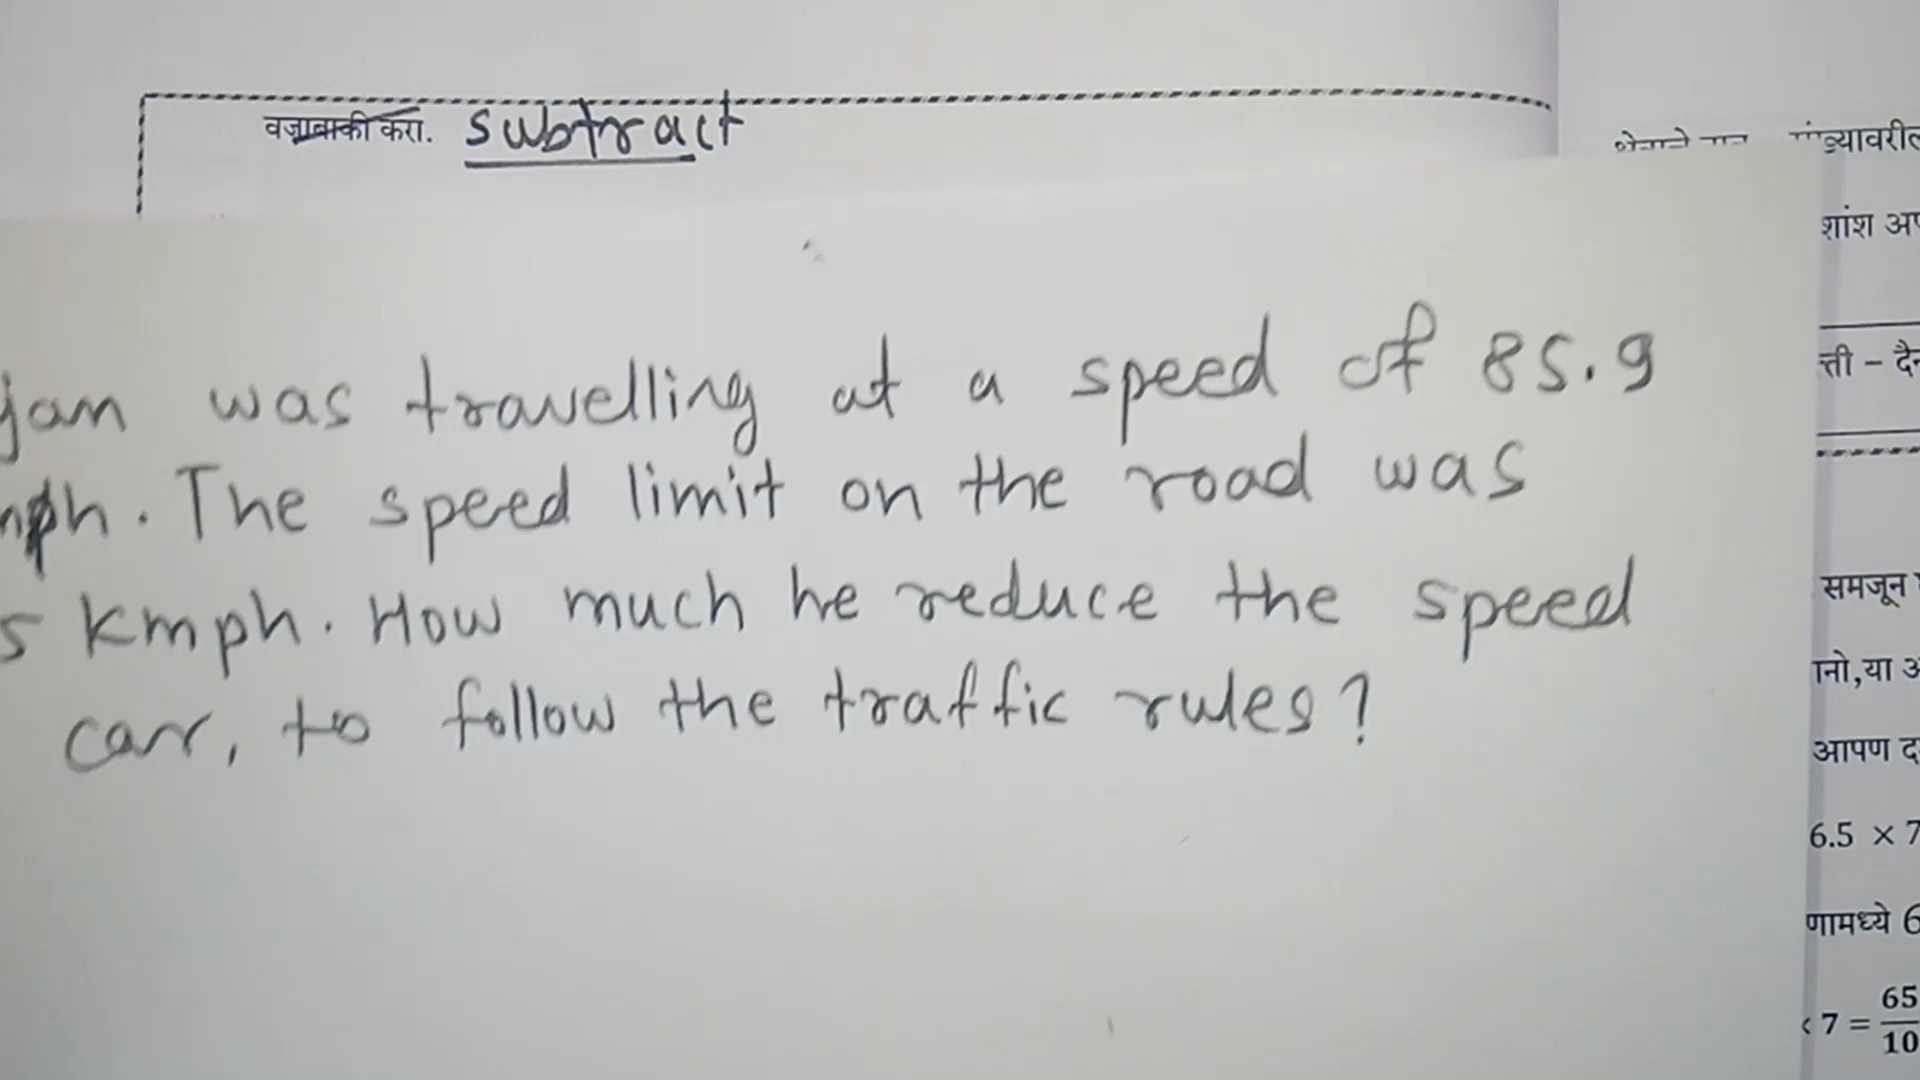 वजाबाकी करा. subtract
jan was travelling at a speed of 85.9
mph. The speed limit on the road was
5 kmph. How much he reduce the speed
car, to follow the traffic rules?
शांश अप
त्ती – दै
समजून
नो,या
आपण द
6.5 × 7
णामध्ये 6
7 = 65/10